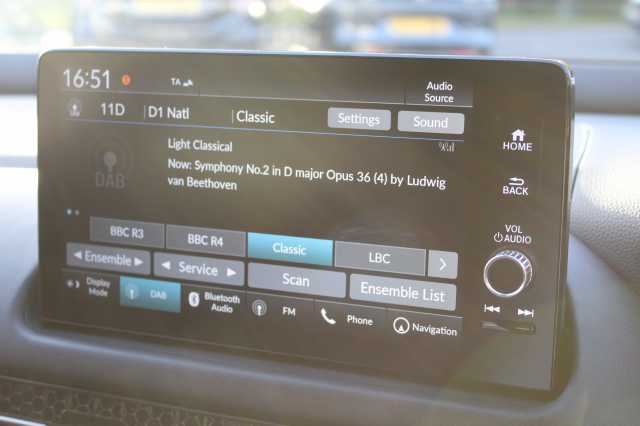 16:51 TA
Audio
Source
11D D1 Natl Classic Settings Sound
Light Classical
Now: Symphony No.2 in D major Opus 36 (4) by Ludwig
van Beethoven
DAB
HOME
BACK
VOL
AUDIO
BBC R3 BBC R4 Classic LBC
Ensemble Service Scan Ensemble List
Display
Mode
DAB
Bluetooth
Audio
FM
Phone
Navigation